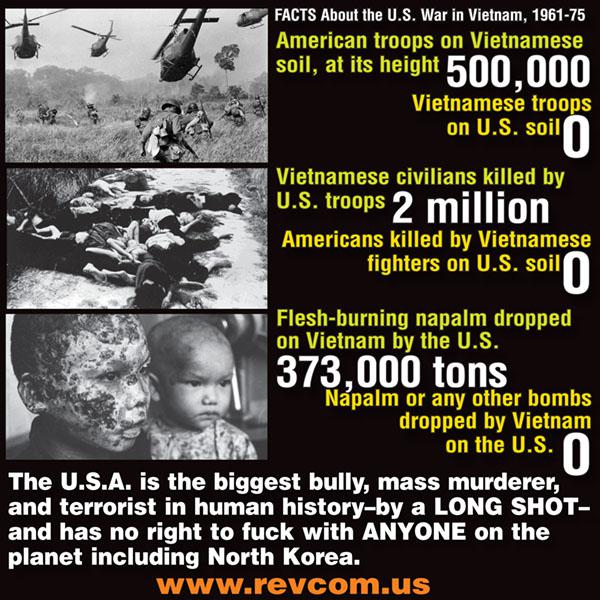 FACTS About the U.S. War in Vietnam, 1961-75
American troops on Vietnamese
soil, at its height 500,000
Vietnamese troops
on U.S. soil 0
Vietnamese civilians killed by
U.S. troops 2 million
Americans killed by Vietnamese
fighters on U.S. soil 0
Flesh-burning napalm dropped
on Vietnam by the U.S.
373,000 tons
Napalm or any other bombs
dropped by Vietnam
on the U.S. 0
The U.S.A. is the biggest bully, mass murderer,
and terrorist in human history–by a LONG SHOT–
and has no right to fuck with ANYONE on the
planet including North Korea.
www.revcom.us